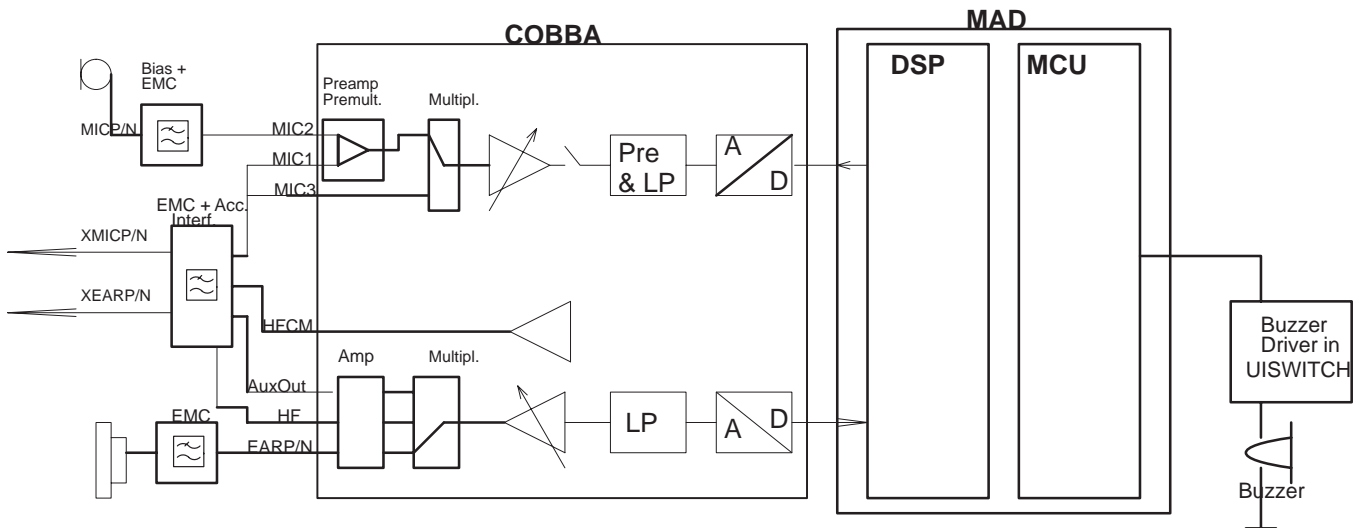 MAD
COBBA
DSP
MCU
Bias +
EMC
Preamp
Premult.
Multipl.
MICP/N
MIC2
MIC1
MIC3
Pre
& LP
A
D
EMC + Acc.
Interf.
XMICP/N
XEARP/N
HFCM
Amp
Multipl.
AuxOut
HF
EARP/N
EMC
LP
A
D
Buzzer
Driver in
UISWITCH
Buzzer